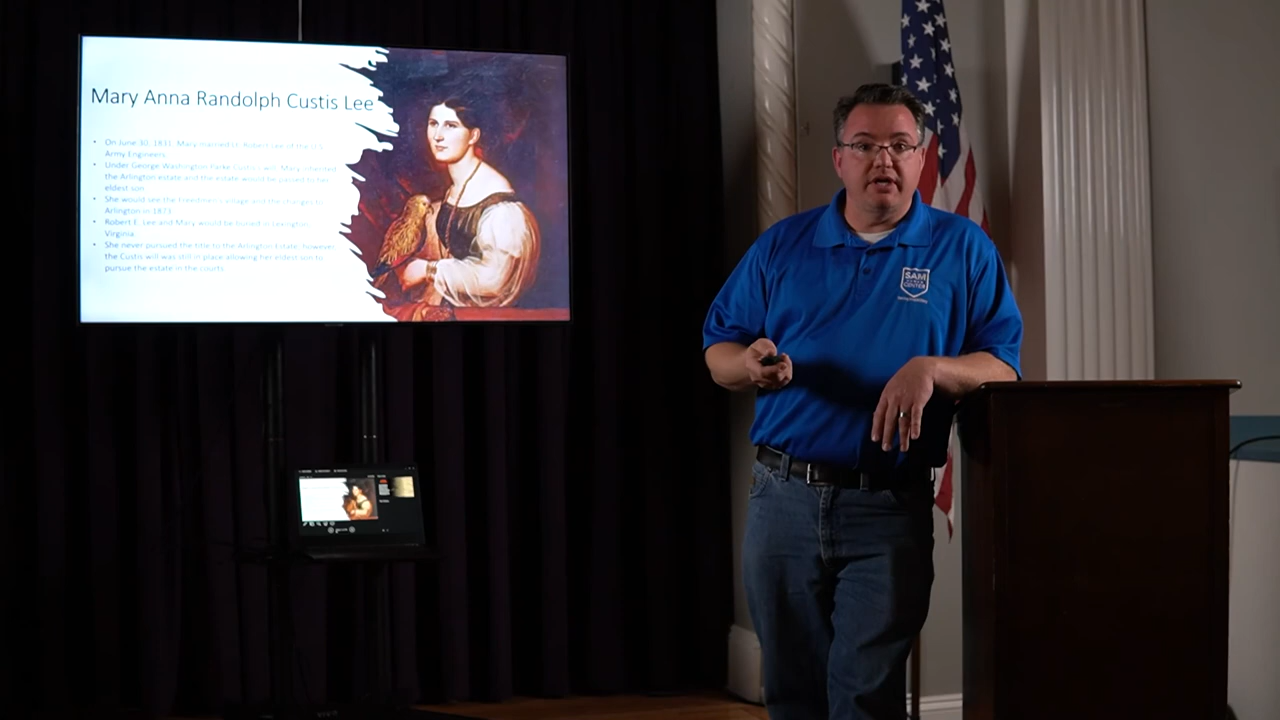 Mary Anna Randolph Custis Lee
• On June 30, 1831, Mary married Lt. Robert Lee of the U.S.
Army Engineers.
• Under George Washington Parke Custis's will, Mary inherited
the Arlington estate and the estate would be passed to her
eldest son.
• She would see the Freedmen's village and the changes to
Arlington in 1873.
• Robert E. Lee and Mary would be buried in Lexington
Virginia.
• She never pursued the title to the Arlington Estate, however
the Custis will was still in place allowing her eldest son to
pursue the estate in the courts.
SAM
CENTER